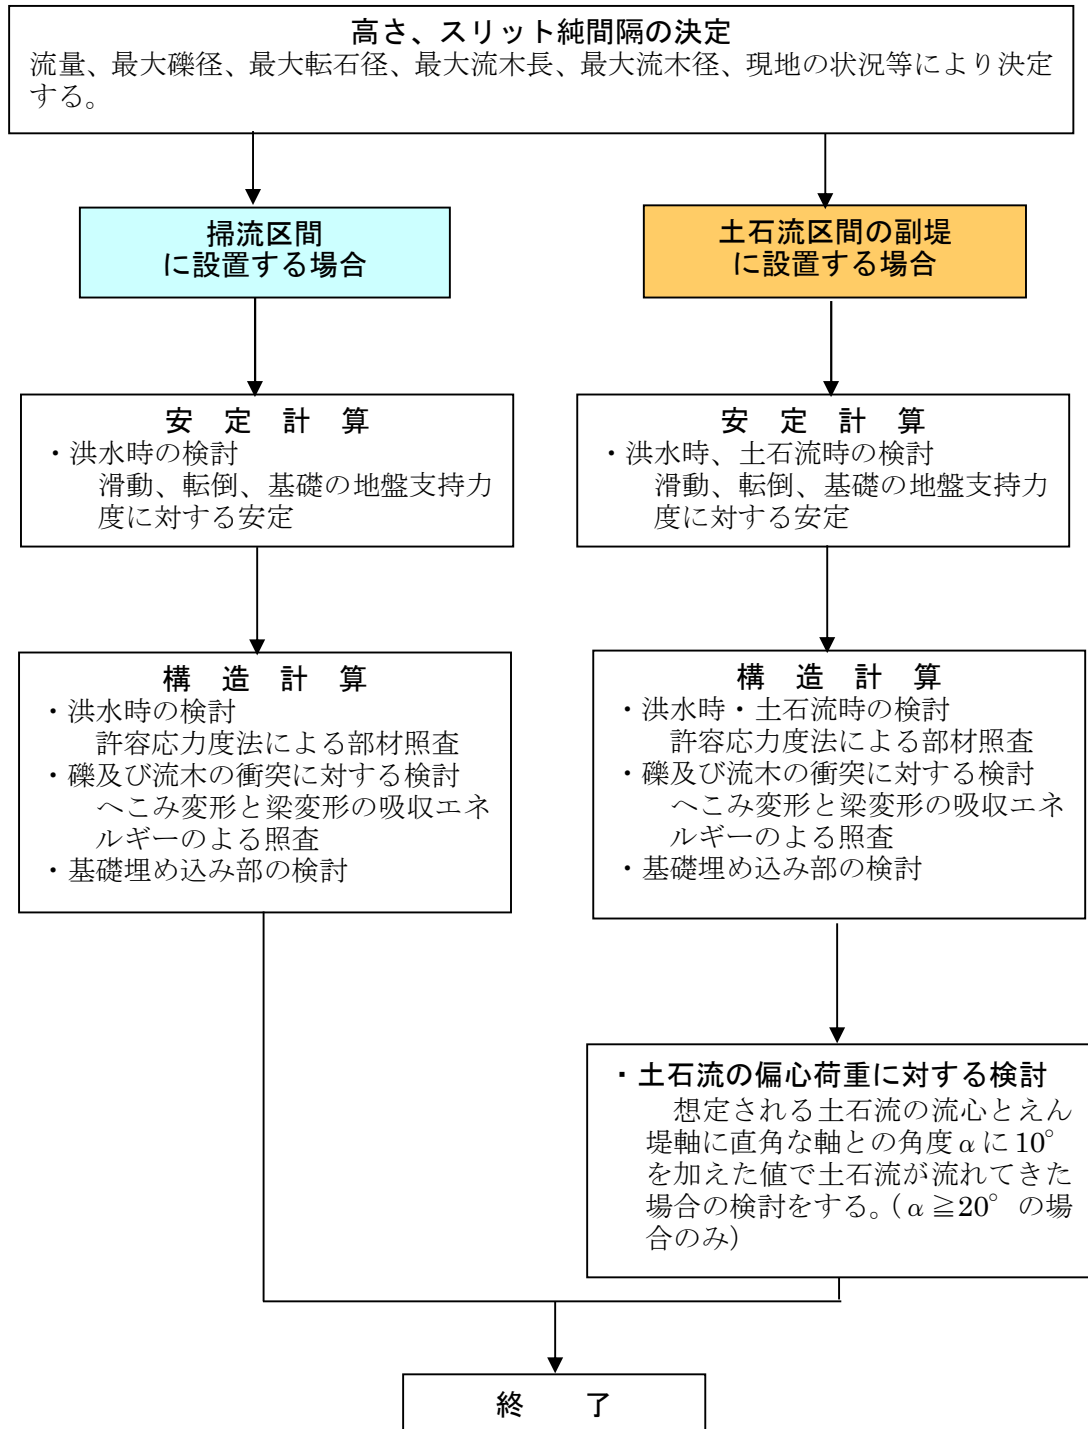 高さ、スリット純間隔の決定
流量、最大礫径、最大転石径、最大流木長、最大流木径、現地の状況等により決定
する。
掃流区間
に設置する場合
土石流区間の副堤
に設置する場合
安 定 計 算
・洪水時の検討
滑動、転倒、基礎の地盤支持力
度に対する安定
安 定 計 算
・洪水時、土石流時の検討
滑動、転倒、基礎の地盤支持力
度に対する安定
構 造 計 算
・洪水時の検討
許容応力度法による部材照査
・礫及び流木の衝突に対する検討
へこみ変形と梁変形の吸収エネ
ルギーのよる照査
・基礎埋め込み部の検討
構 造 計 算
・洪水時・土石流時の検討
許容応力度法による部材照査
・礫及び流木の衝突に対する検討
へこみ変形と梁変形の吸収エネ
ルギーのよる照査
・基礎埋め込み部の検討
・土石流の偏心荷重に対する検討
想定される土石流の流心とえん
堤軸に直角な軸との角度αに10°
を加えた値で土石流が流れてきた
場合の検討をする。（α≧20° の場
合のみ）
終 了